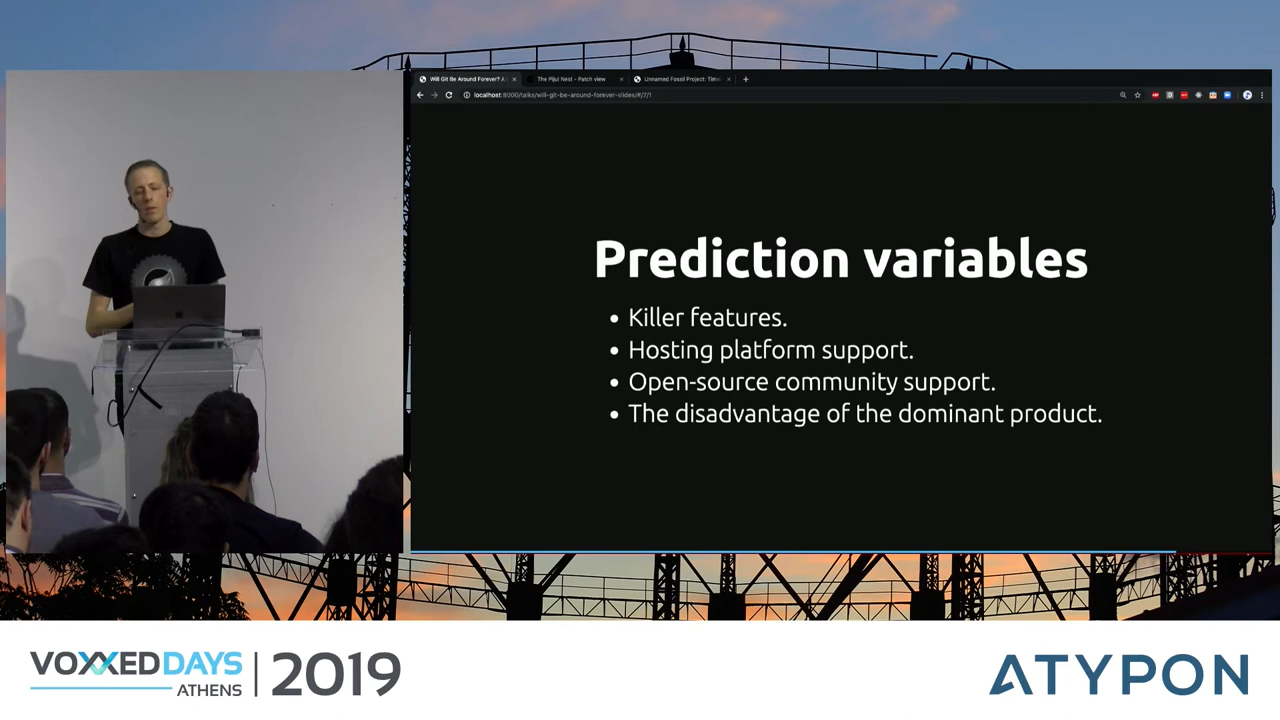 Will Git Be Around Forever? A
The Pijul Nest - Patch view
Unnamed Fossil Project: Time
localhost:8000/talks/will-git-be-around-forever-slides/#/7/1
Prediction variables
Killer features.
Hosting platform support.
Open-source community support.
The disadvantage of the dominant product.
VOXXED DAYS
ATHENS
2019
ATYPON